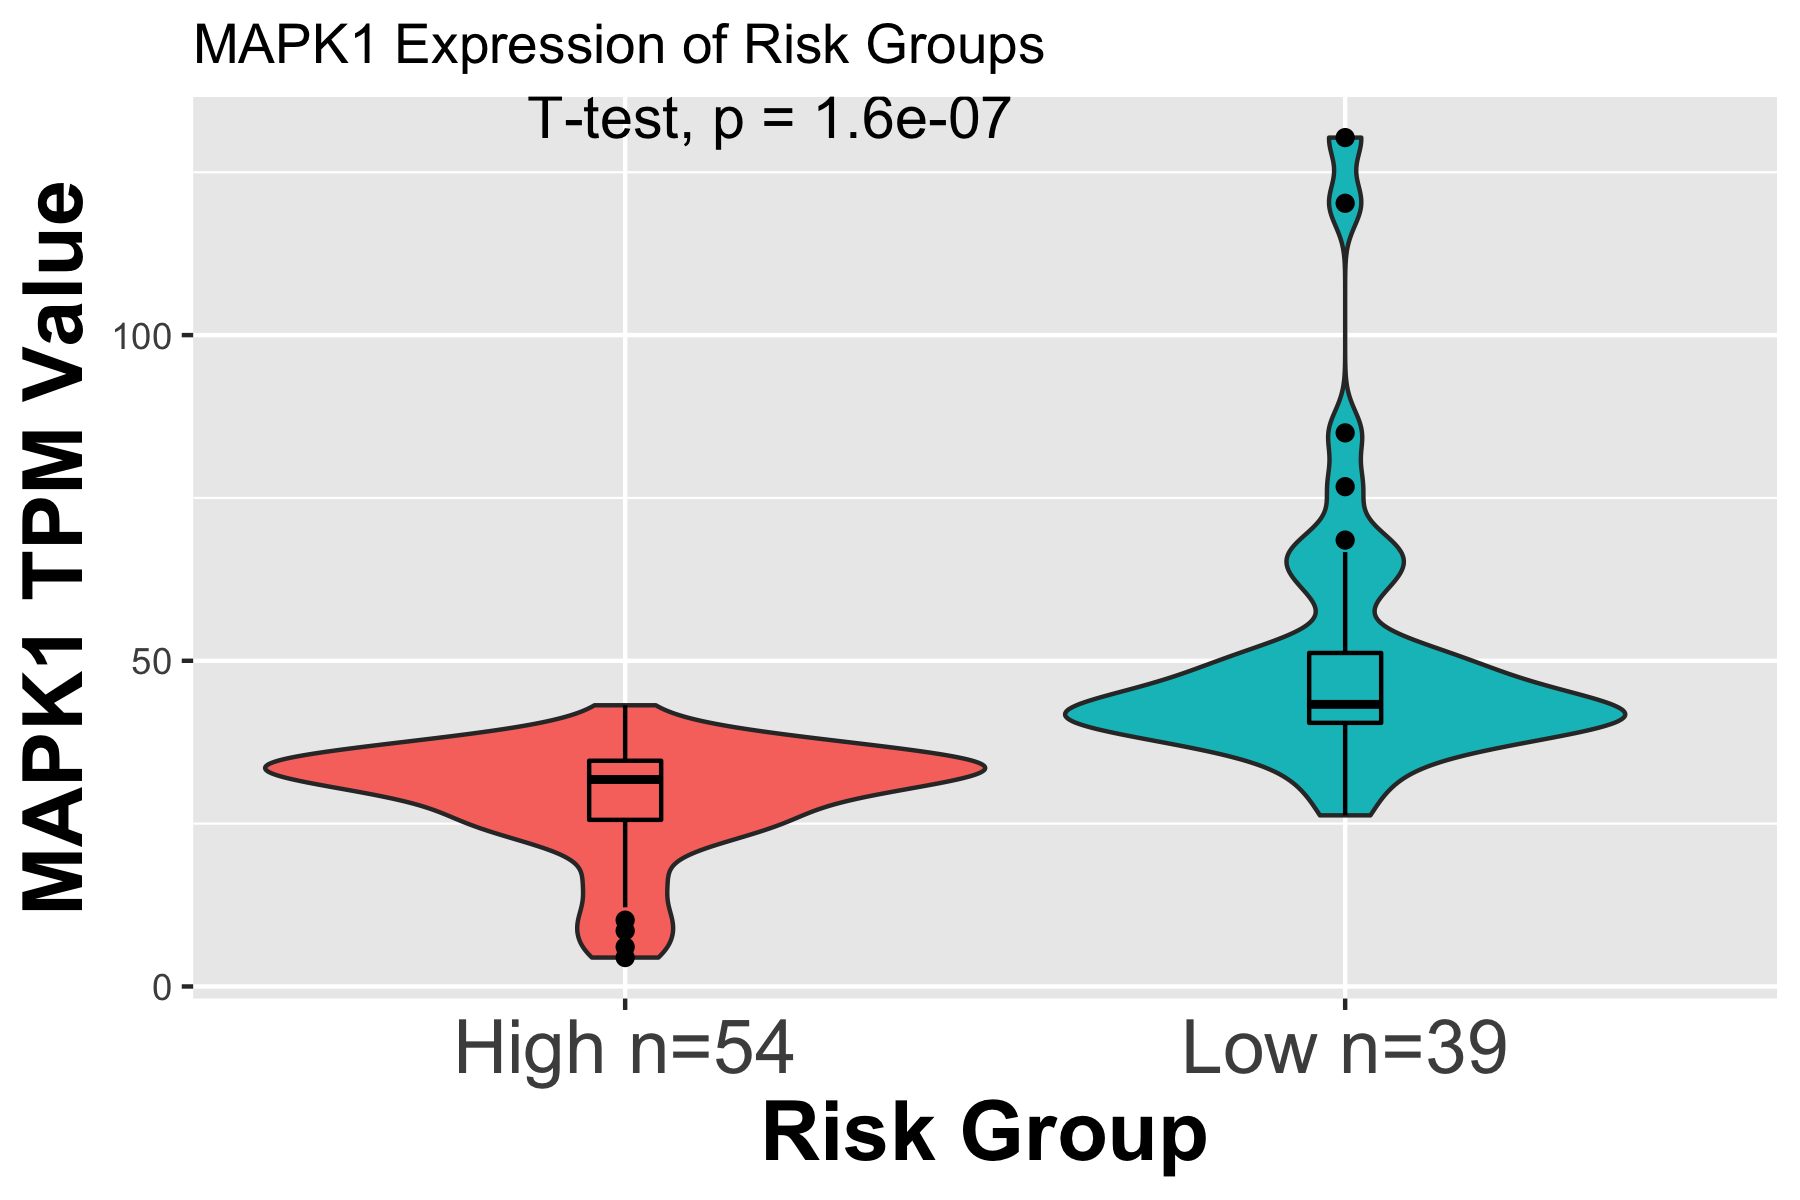 MAPK1 Expression of Risk Groups
T-test, p = 1.6e-07
MAPK1 TPM Value
100
50
0
High n=54
Low n=39
Risk Group